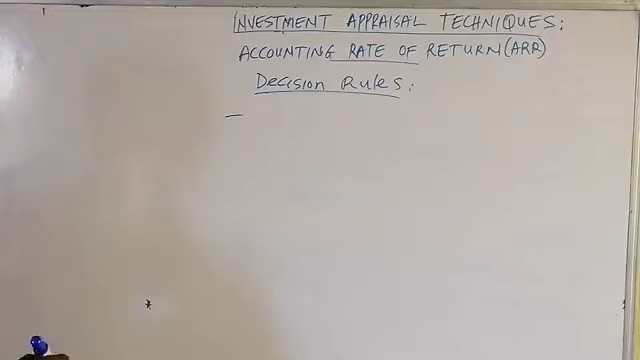 INVESTMENT APPRAISAL TECHNIQUES:
ACCOUNTING RATE OF RETURN (ARR)
Decision Rules:
—